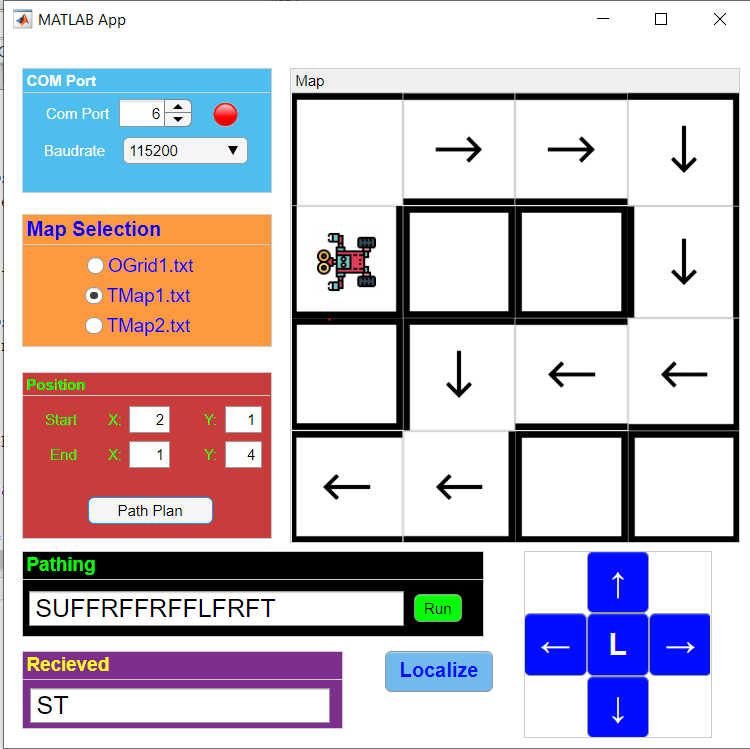 MATLAB App
COM Port
Com Port 6
Baudrate 115200
Map Selection
OGrid1.txt
TMap1.txt
TMap2.txt
Position
Start X: 2 Y: 1
End X: 1 Y: 4
Path Plan
Map
Pathing
SUFFRFFRFFLFRFT
Run
Recieved
ST
Localize
L